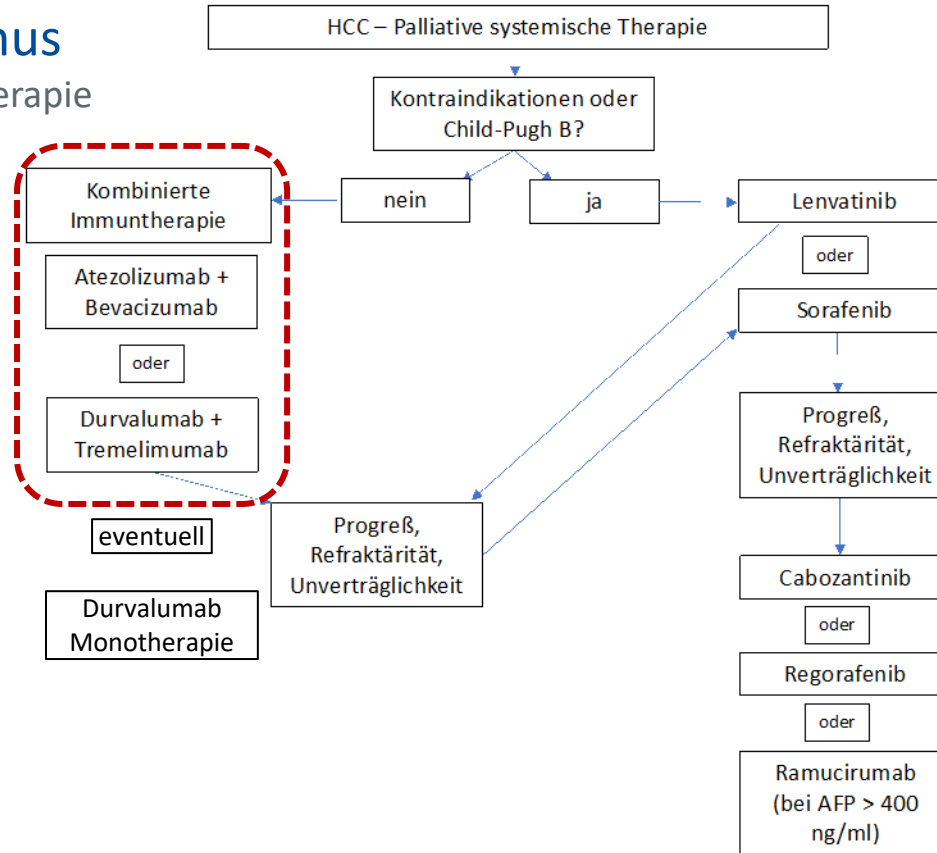 HCC – Palliative systemische Therapie
Kontraindikationen oder
Child-Pugh B?
nein
ja
Kombinierte
Immuntherapie
Atezolizumab +
Bevacizumab
oder
Durvalumab +
Tremelimumab
eventuell
Durvalumab
Monotherapie
Progreß,
Refraktärität,
Unverträglichkeit
Lenvatinib
oder
Sorafenib
Progreß,
Refraktärität,
Unverträglichkeit
Cabozantinib
oder
Regorafenib
oder
Ramucirumab
(bei AFP > 400
ng/ml)